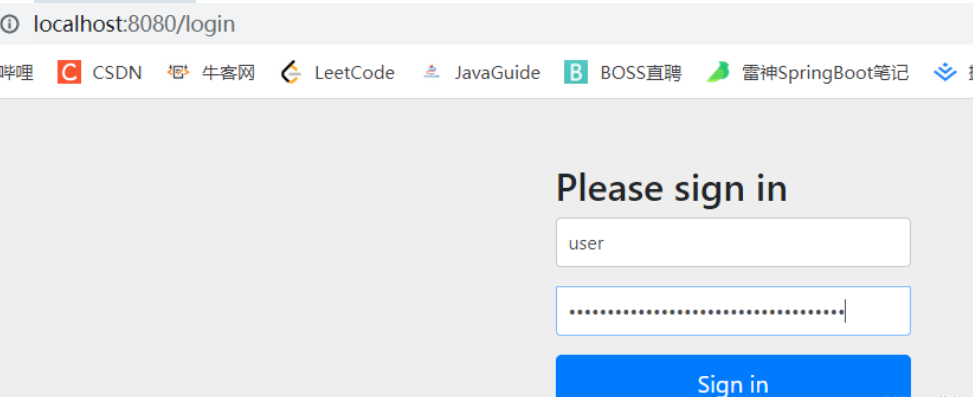 localhost:8080/login
哔哩 C CSDN 牛客网 LeetCode JavaGuide B BOSS直聘 雷神SpringBoot笔记
Please sign in
user
••••••••••••••••••••••••••••••••••••
Sign in